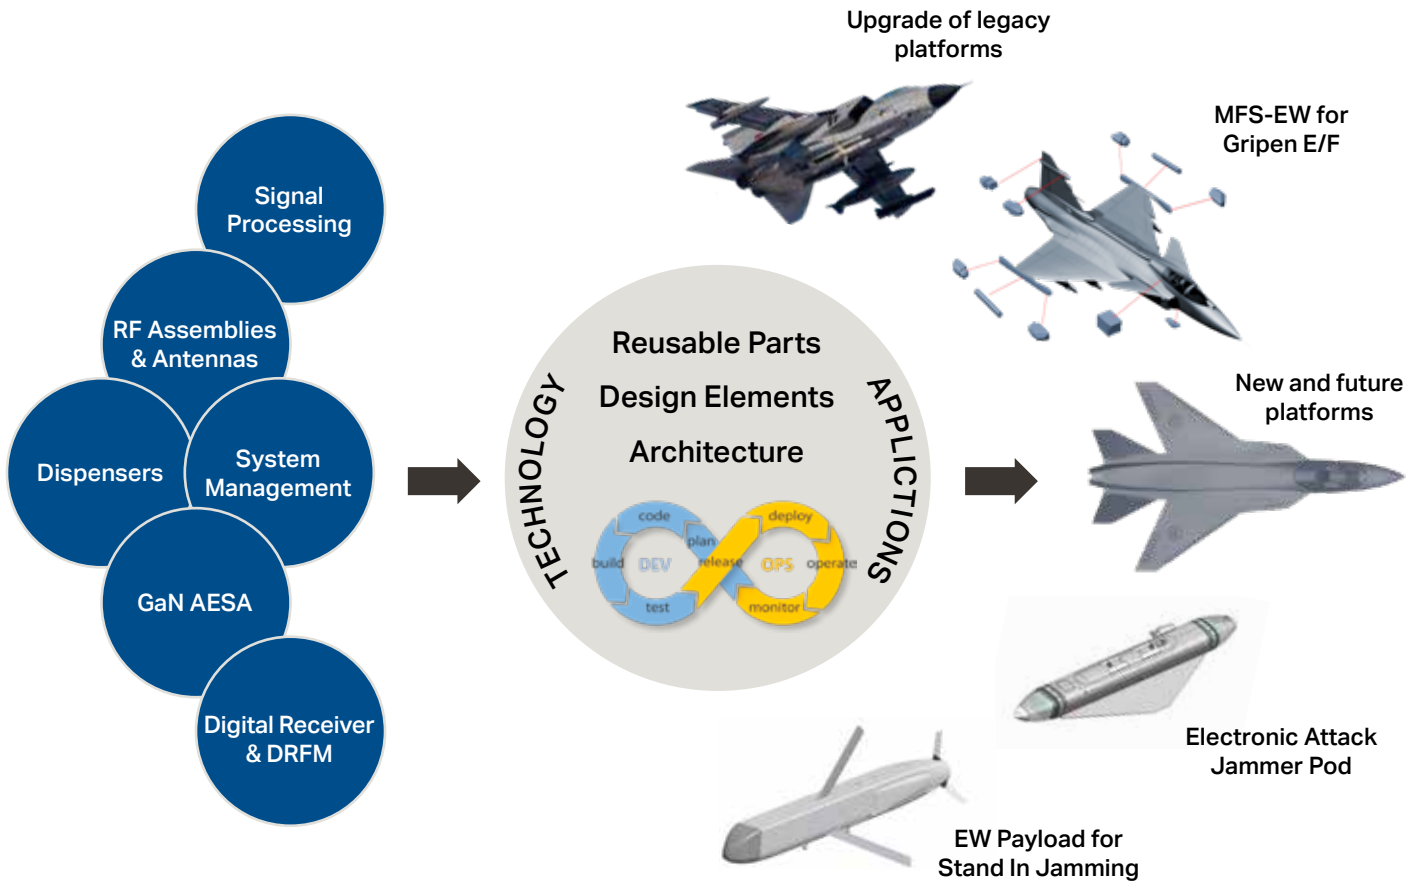 Upgrade of legacy
platforms
MFS-EW for
Gripen E/F
Signal
Processing
RF Assemblies
& Antennas
Dispensers
System
Management
GaN AESA
Digital Receiver
& DRFM
TECHNOLOGY
Reusable Parts
Design Elements
Architecture
APPLICTIONS
code
plan
build
DEV
test
release
deploy
OPS
operate
monitor
New and future
platforms
Electronic Attack
Jammer Pod
EW Payload for
Stand In Jamming